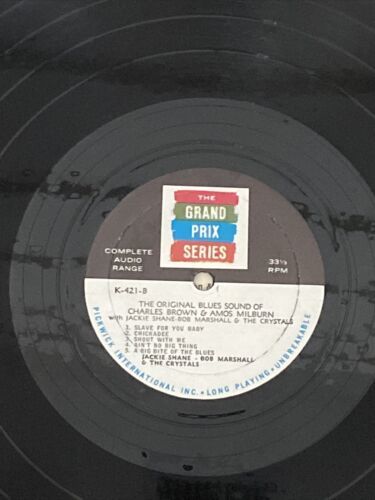 THE
GRAND
PRIX
SERIES
COMPLETE
AUDIO
RANGE
33⅓
RPM
K-421-B
THE ORIGINAL BLUES SOUND OF
CHARLES BROWN & AMOS MILBURN
with JACKIE SHANE-BOB MARSHALL & THE CRYSTALS
1. SLAVE FOR YOU BABY
2. CHICKADEE
3. SHOUT WITH ME
4. AIN'T NO BIG THING
5. A BIG BITE OF THE BLUES
JACKIE SHANE - BOB MARSHALL
& THE CRYSTALS
PICKWICK INTERNATIONAL INC. • LONG PLAYING • UNBREAKABLE